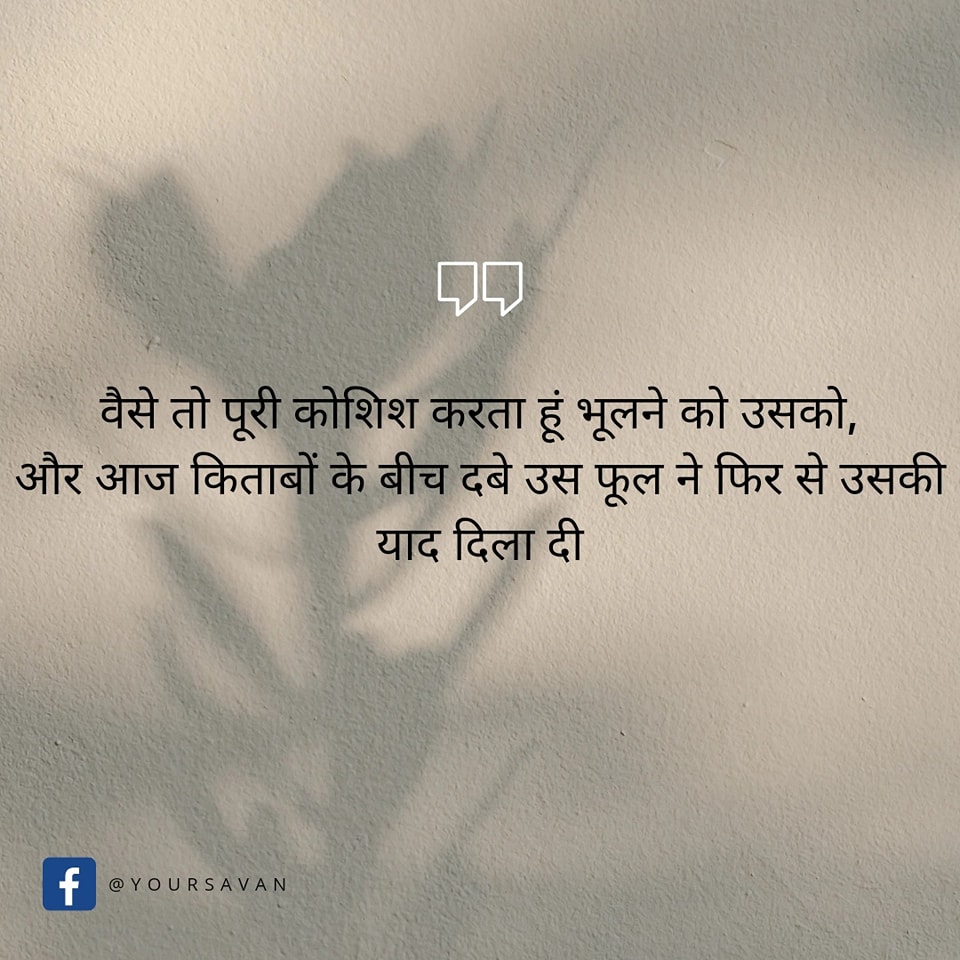 वैसे तो पूरी कोशिश करता हूं भूलने को उसको,
और आज किताबों के बीच दबे उस फूल ने फिर से उसकी
याद दिला दी
@YOURSAVAN